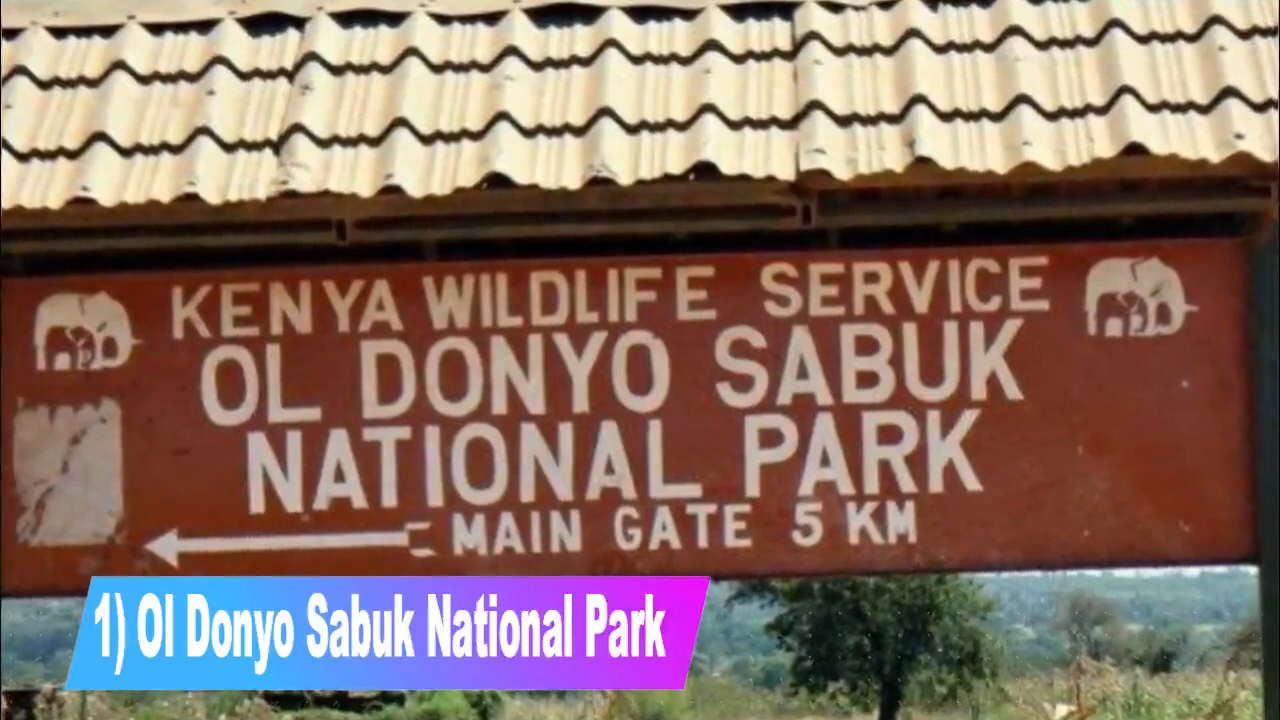 KENYA WILDLIFE SERVICE
OL DONYO SABUK
NATIONAL PARK
MAIN GATE 5 KM
1) Ol Donyo Sabuk National Park